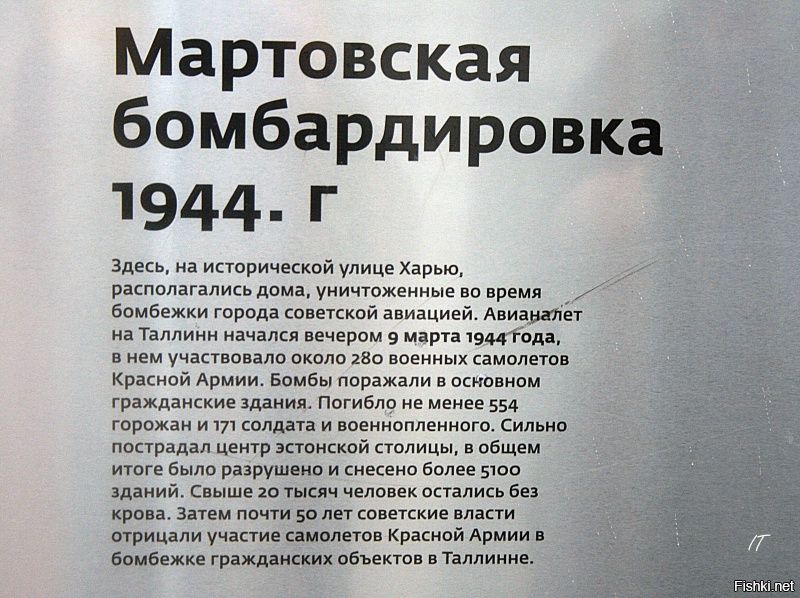 Мартовская
бомбардировка
1944. г
Здесь, на исторической улице Харью,
располагались дома, уничтоженные во время
бомбежки города советской авиацией. Авианалет
на Таллинн начался вечером 9 марта 1944 года,
в нем участвовало около 280 военных самолетов
Красной Армии. Бомбы поражали в основном
гражданские здания. Погибло не менее 554
горожан и 171 солдата и военнопленного. Сильно
пострадал центр эстонской столицы, в общем
итоге было разрушено и снесено более 5100
зданий. Свыше 20 тысяч человек остались без
крова. Затем почти 50 лет советские власти
отрицали участие самолетов Красной Армии в
бомбежке гражданских объектов в Таллинне.
IT
Fishki.net